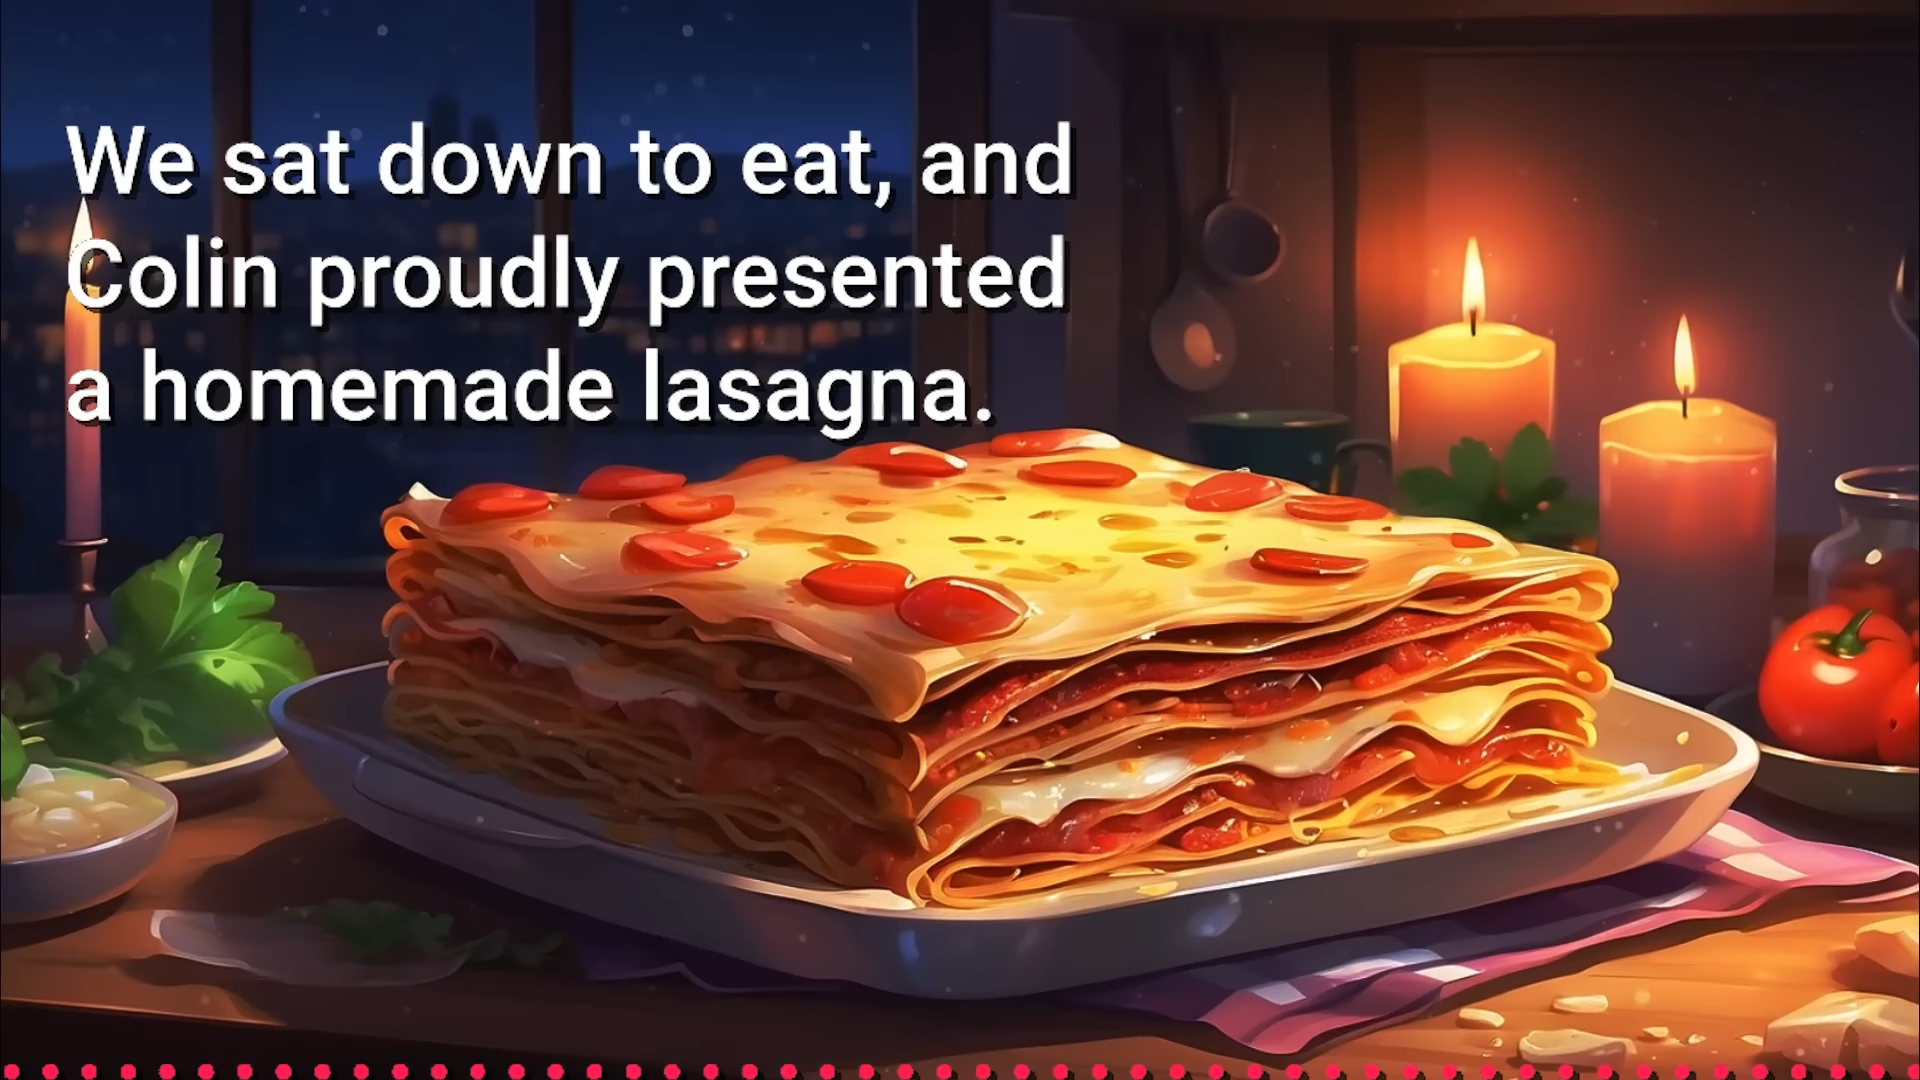 We sat down to eat, and
Colin proudly presented
a homemade lasagna.